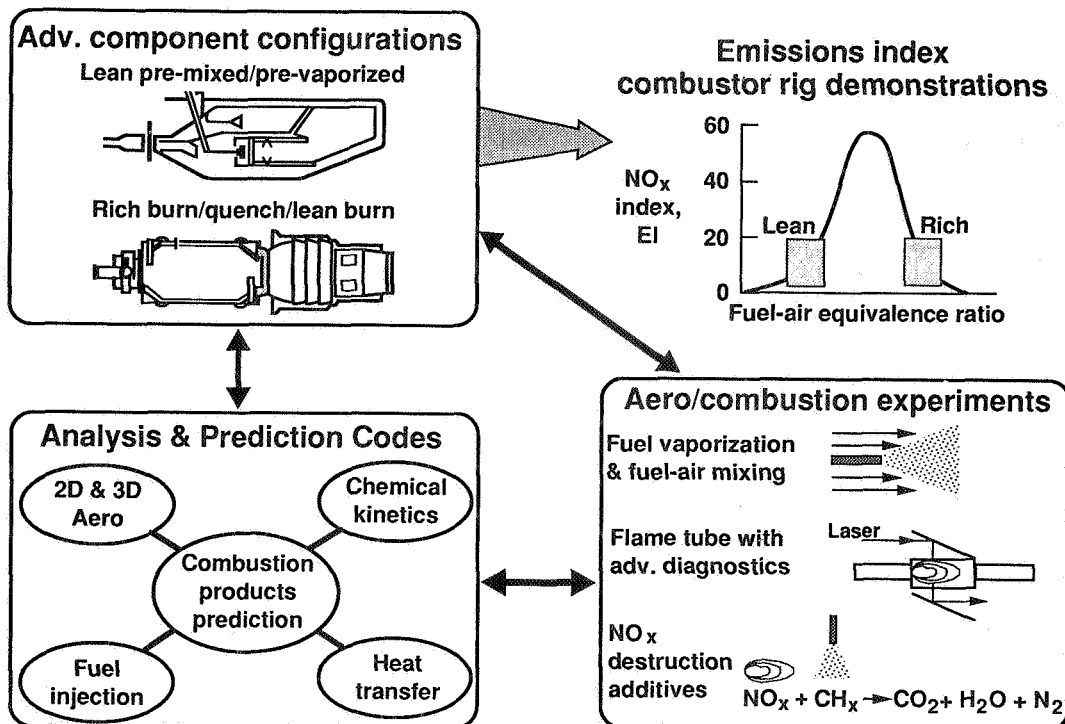 Adv. component configurations
Lean pre-mixed/pre-vaporized
Rich burn/quench/lean burn
Emissions index
combustor rig demonstrations
NOx
index,
EI
60
40
20
0
Lean
Rich
Fuel-air equivalence ratio
Analysis & Prediction Codes
2D & 3D
Aero
Chemical
kinetics
Combustion
products
prediction
Fuel
injection
Heat
transfer
Aero/combustion experiments
Fuel vaporization
& fuel-air mixing
Flame tube with
adv. diagnostics
Laser
NOx
destruction
additives
NOx + CHx → CO2 + H2O + N2